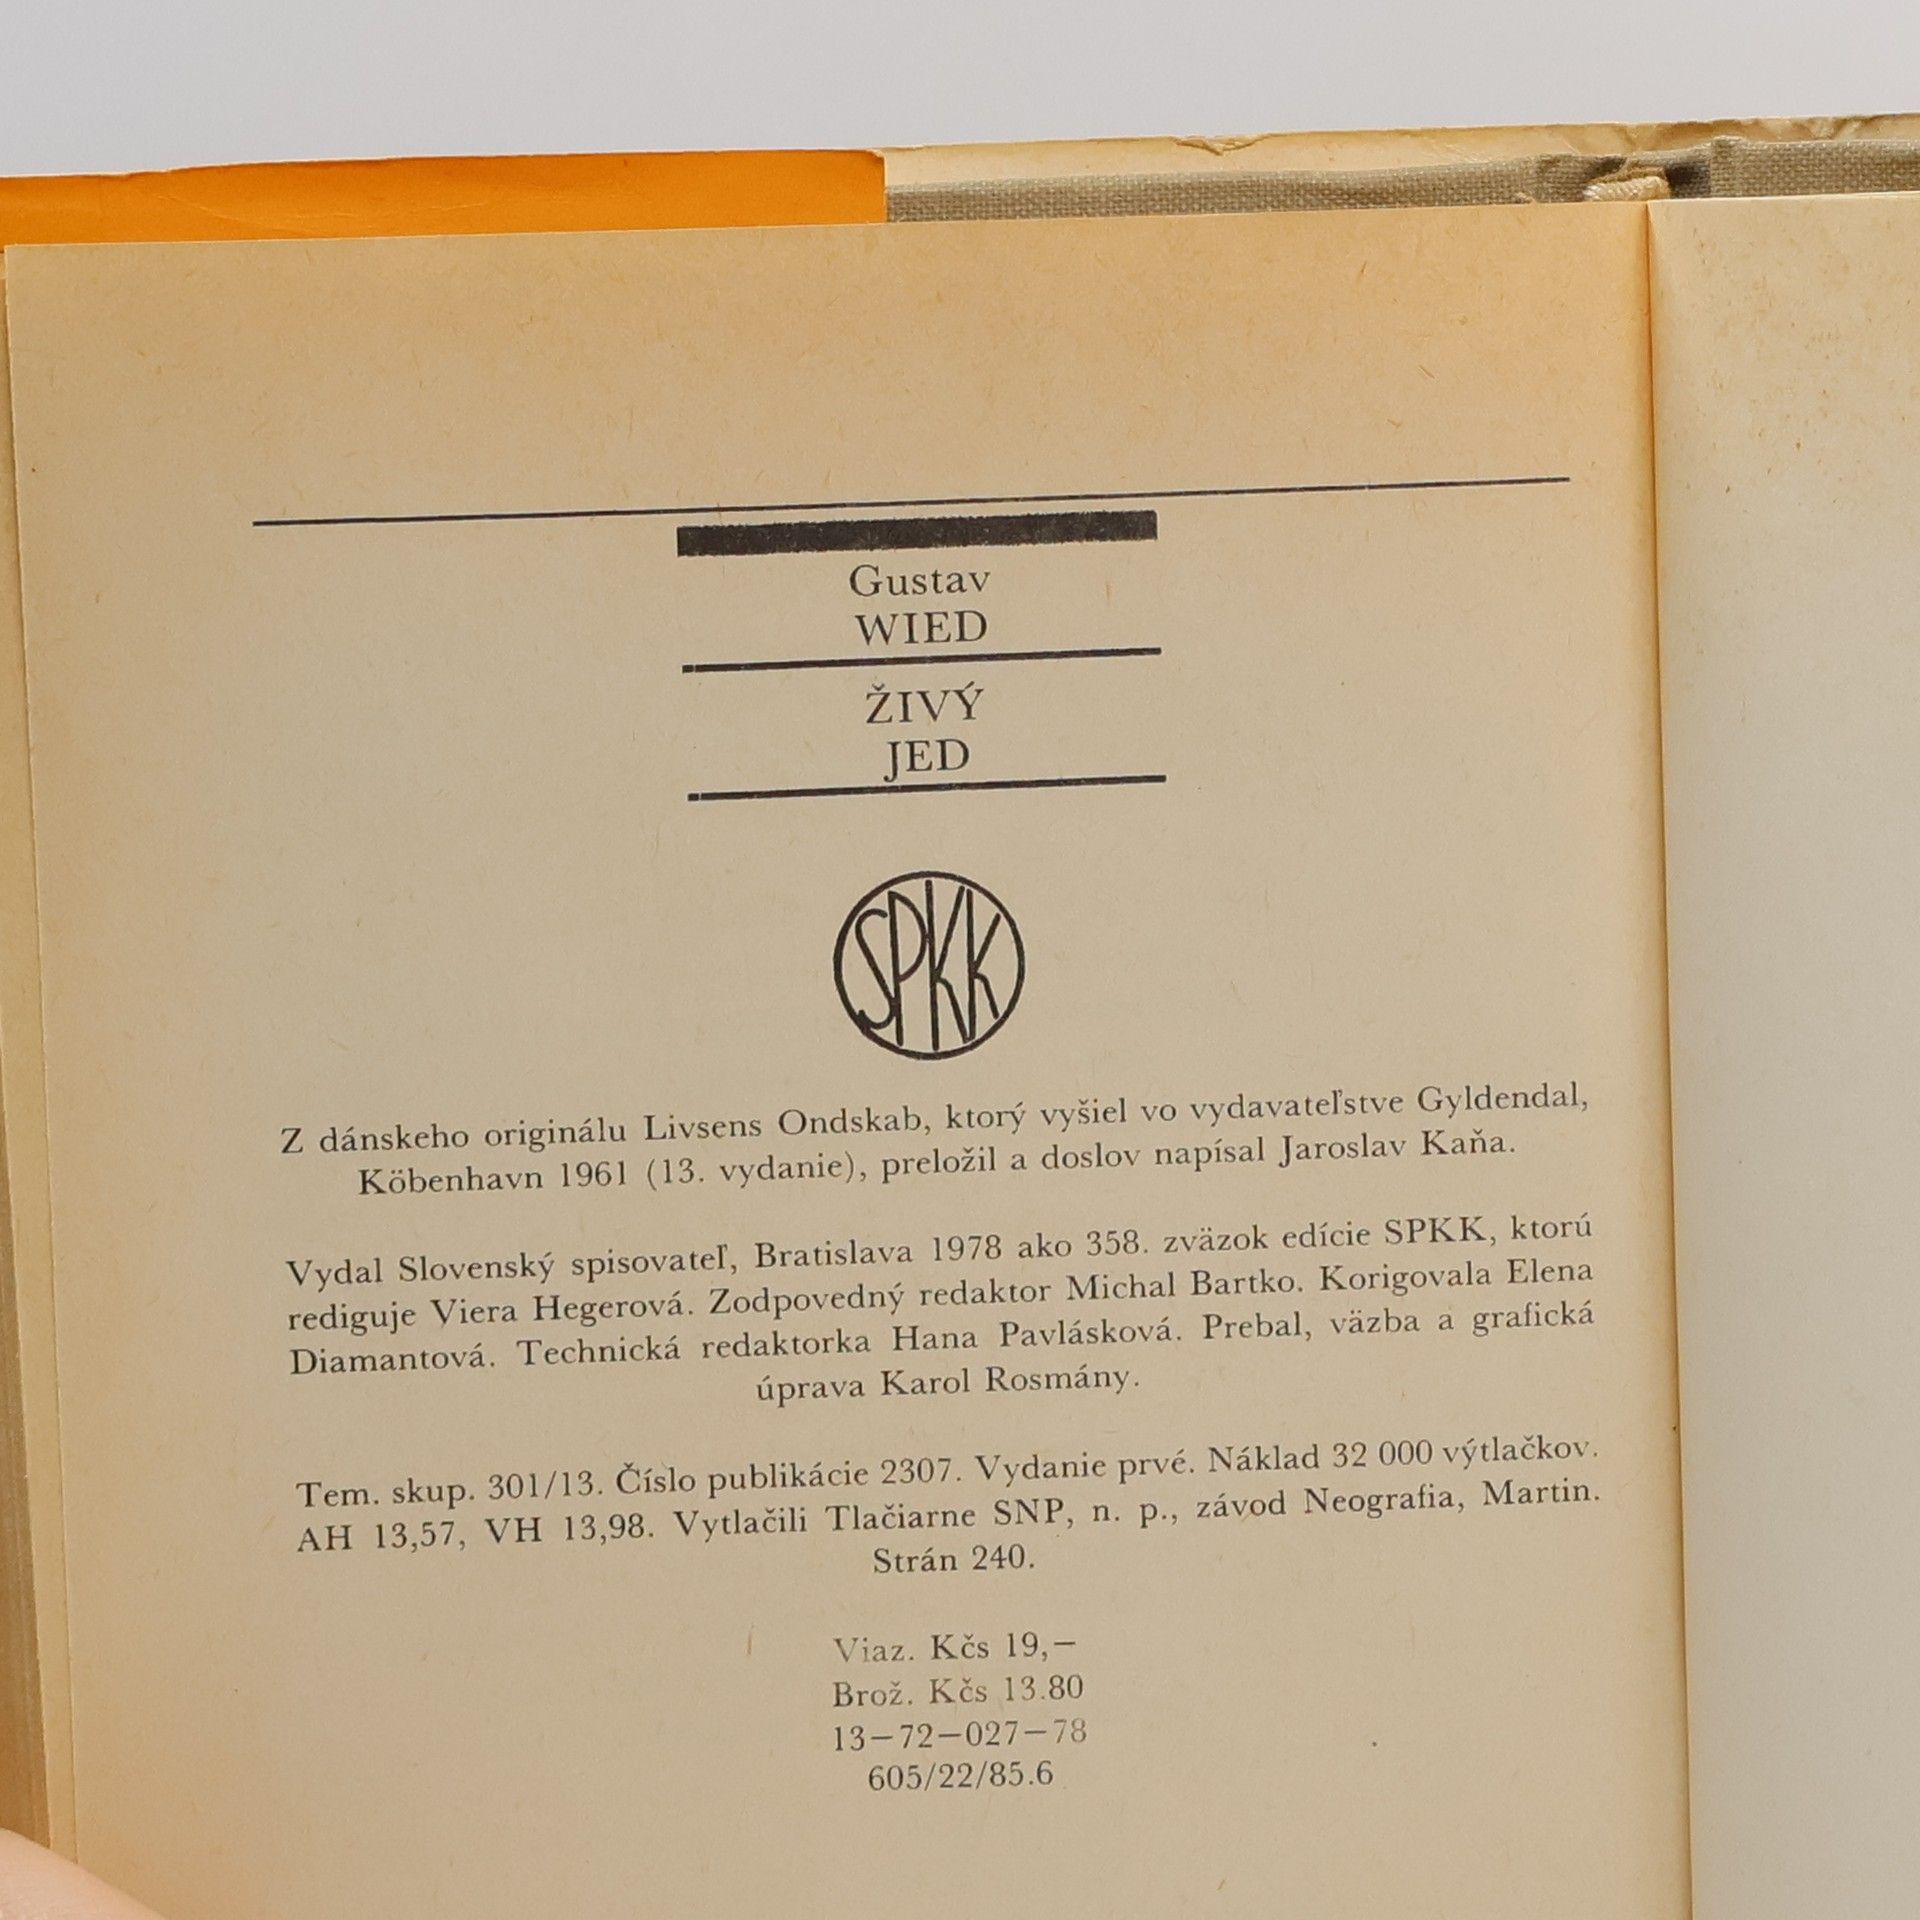 Gustav
WIED
ŽIVÝ
JED
SPKK
Z dánskeho originálu Livsens Ondskab, ktorý vyšiel vo vydavateľstve Gyldendal,
Köbenhavn 1961 (13. vydanie), preložil a doslov napísal Jaroslav Kaňa.
Vydal Slovenský spisovateľ, Bratislava 1978 ako 358. zväzok edície SPKK, ktorú
rediguje Viera Hegerová. Zodpovedný redaktor Michal Bartko. Korigovala Elena
Diamantová. Technická redaktorka Hana Pavlásková. Prebal, väzba a grafická
úprava Karol Rosmány.
Tem. skup. 301/13. Číslo publikácie 2307. Vydanie prvé. Náklad 32 000 výtlačkov.
AH 13,57, VH 13,98. Vytlačili Tlačiarne SNP, n. p., závod Neografia, Martin.
Strán 240.
Viaz. Kčs 19,—
Brož. Kčs 13.80
13—72—027—78
605/22/85.6